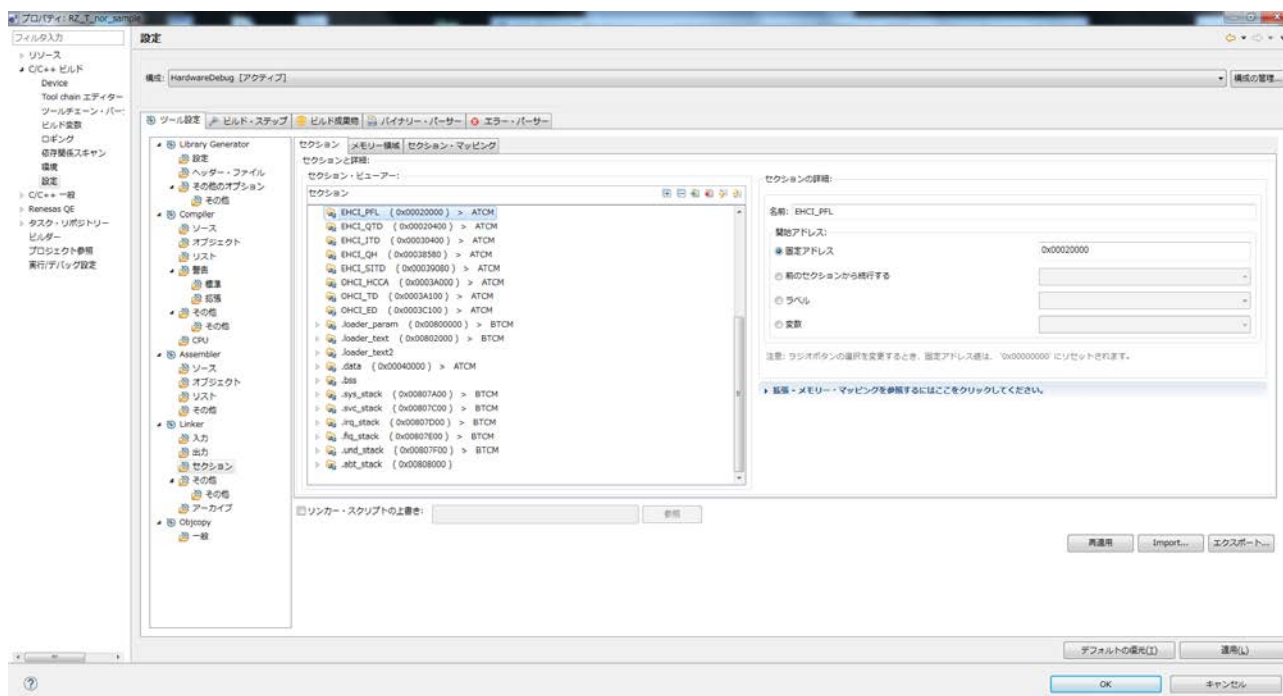 プロパティ: RZ_T_nor_sample
フィルタ入力
リソース
C/C++ ビルド
Device
Tool chain エディター
ツールチェーン・パー
ビルド変数
ロギング
依存関係スキャン
環境
設定
C/C++ 一般
Renesas QE
タスク・リポジトリー
ビルダー
プロジェクト参照
実行/デバッグ設定
設定
構成: HardwareDebug [アクティブ]
構成の管理...
ツール設定 ビルド・ステップ ビルド成果物 バイナリー・パーサー エラー・パーサー
Library Generator
設定
ヘッダー・ファイル
その他のオプション
その他
Compiler
ソース
オブジェクト
リスト
警告
標準
拡張
その他
その他
CPU
Assembler
ソース
オブジェクト
リスト
その他
Linker
入力
出力
セクション
その他
その他
アーカイブ
Objcopy
一般
セクション メモリー領域 セクション・マッピング
セクションと詳細:
セクション・ビューアー:
セクション
EHCI_PFL ( 0x00020000 ) > ATCM
EHCI_QTD ( 0x00020400 ) > ATCM
EHCI_ITD ( 0x00030400 ) > ATCM
EHCI_QH ( 0x00038580 ) > ATCM
EHCI_SITD ( 0x00039080 ) > ATCM
OHCI_HCCA ( 0x0003A000 ) > ATCM
OHCI_TD ( 0x0003A100 ) > ATCM
OHCI_ED ( 0x0003C100 ) > ATCM
.loader_param ( 0x00800000 ) > BTCM
.loader_text ( 0x00802000 ) > BTCM
.loader_text2
.data ( 0x00040000 ) > ATCM
.bss
.sys_stack ( 0x00807A00 ) > BTCM
.svc_stack ( 0x00807C00 ) > BTCM
.irq_stack ( 0x00807D00 ) > BTCM
.fiq_stack ( 0x00807E00 ) > BTCM
.und_stack ( 0x00807F00 ) > BTCM
.abt_stack ( 0x00808000 )
セクションの詳細:
名前: EHCI_PFL
開始アドレス:
固定アドレス 0x00020000
前のセクションから続行する
ラベル
変数
注意: ラジオボタンの選択を変更するとき、固定アドレス値は、'0x00000000' にリセットされます。
拡張 - メモリー・マッピングを参照するにはここをクリックしてください。
リンカー・スクリプトの上書き:
参照
再適用 Import... エクスポート...
デフォルトの復元(T) 適用(L)
OK キャンセル